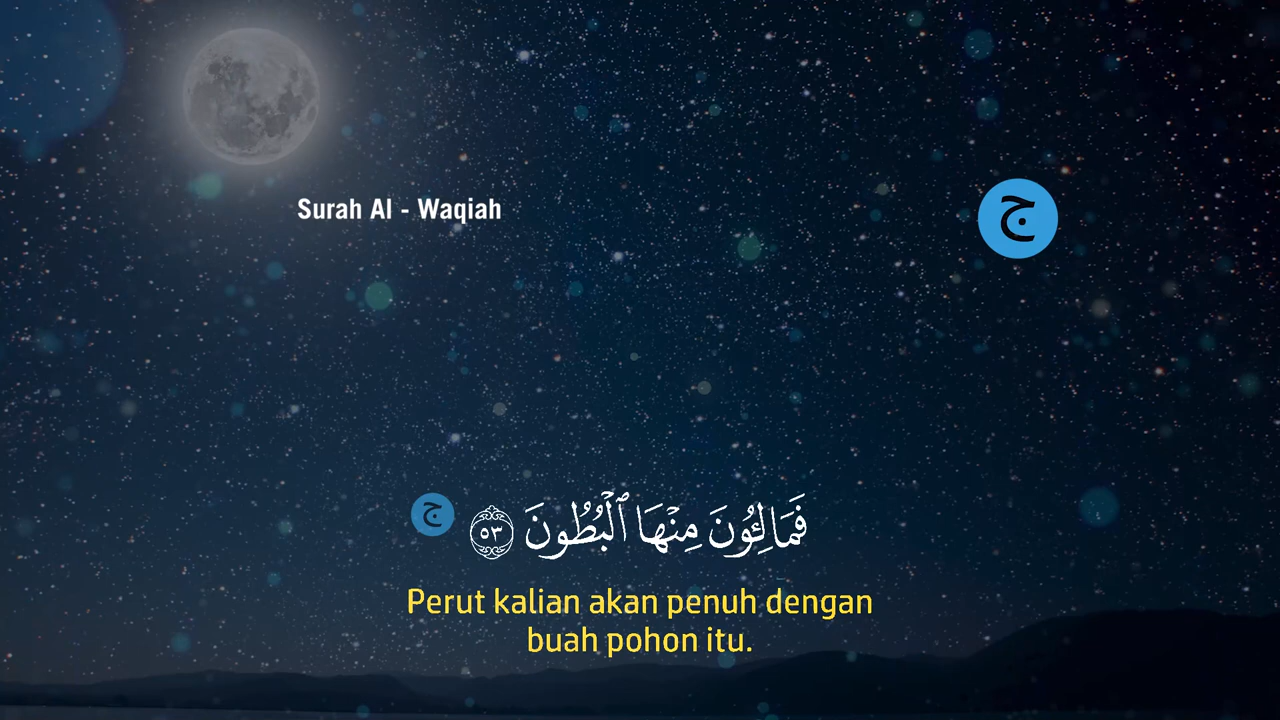 Surah Al - Waqiah
ج
فَمَالِـُٔونَ مِنْهَا ٱلْبُطُونَ ٥٣
ج
Perut kalian akan penuh dengan
buah pohon itu.